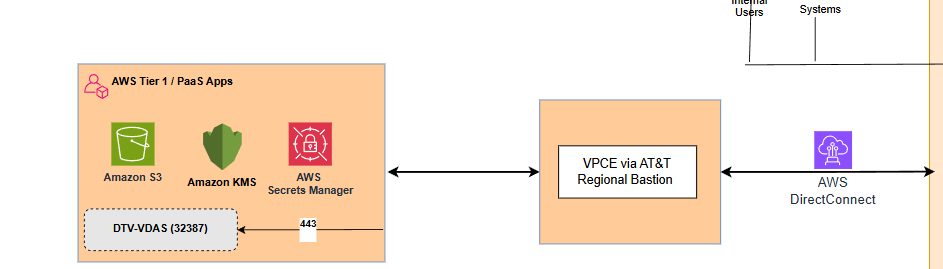 Internal
Users
Systems
AWS Tier 1 / PaaS Apps
Amazon S3
Amazon KMS
AWS
Secrets Manager
DTV-VDAS (32387)
443
VPCE via AT&T
Regional Bastion
AWS
DirectConnect